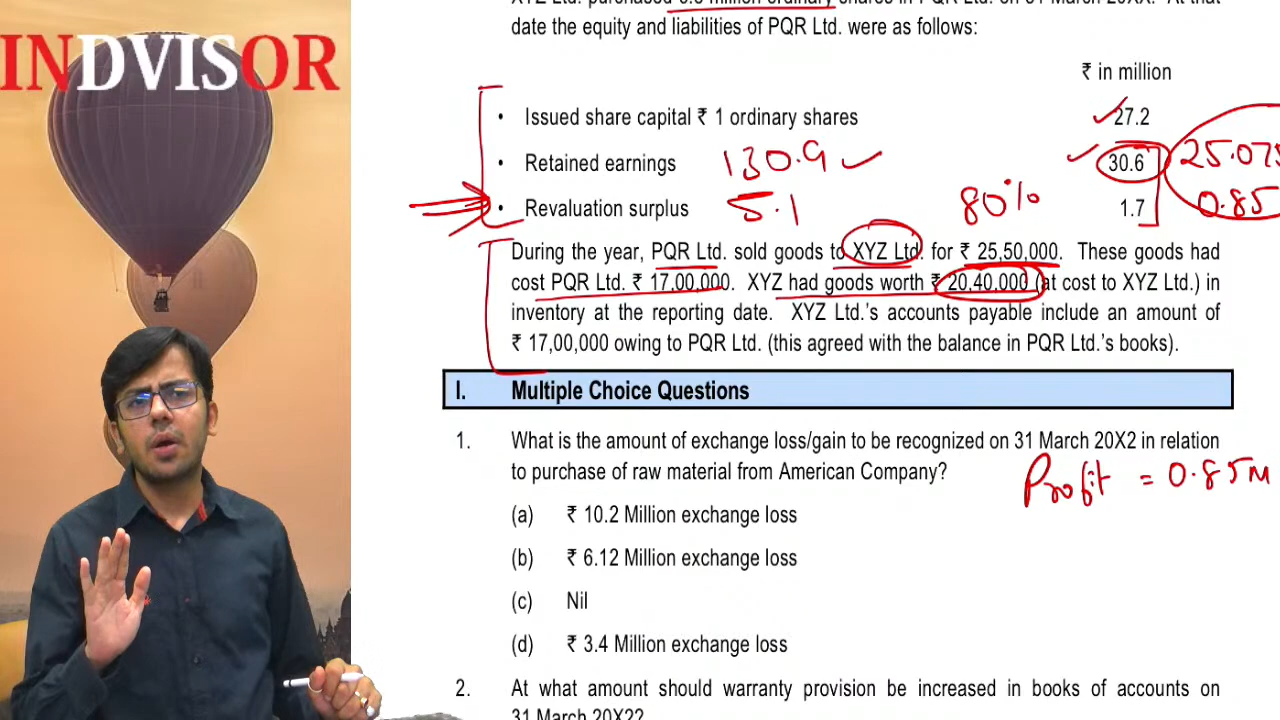 INDVISOR
date the equity and liabilities of PQR Ltd. were as follows:
₹ in million
• Issued share capital ₹ 1 ordinary shares 27.2
• Retained earnings 130.9 30.6 25.075
• Revaluation surplus 5.1 80% 1.7 0.85
During the year, PQR Ltd. sold goods to XYZ Ltd. for ₹ 25,50,000. These goods had
cost PQR Ltd. ₹ 17,00,000. XYZ had goods worth ₹ 20,40,000 (at cost to XYZ Ltd.) in
inventory at the reporting date. XYZ Ltd.'s accounts payable include an amount of
₹ 17,00,000 owing to PQR Ltd. (this agreed with the balance in PQR Ltd.'s books).
I. Multiple Choice Questions
1. What is the amount of exchange loss/gain to be recognized on 31 March 20X2 in relation
to purchase of raw material from American Company?
Profit = 0.85M
(a) ₹ 10.2 Million exchange loss
(b) ₹ 6.12 Million exchange loss
(c) Nil
(d) ₹ 3.4 Million exchange loss
2. At what amount should warranty provision be increased in books of accounts on
31 March 20X2?